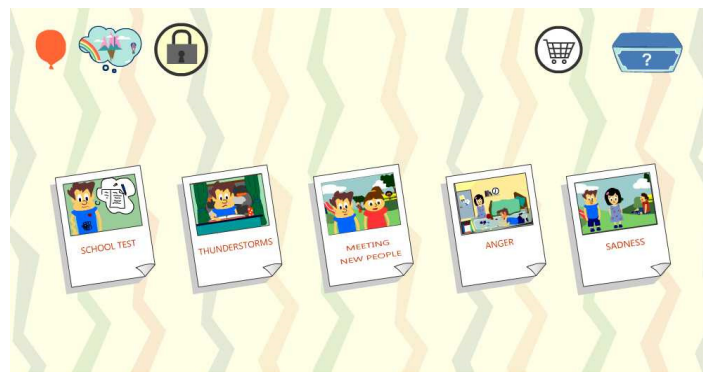 ?
SCHOOL TEST
THUNDERSTORMS
MEETING
NEW PEOPLE
ANGER
SADNESS